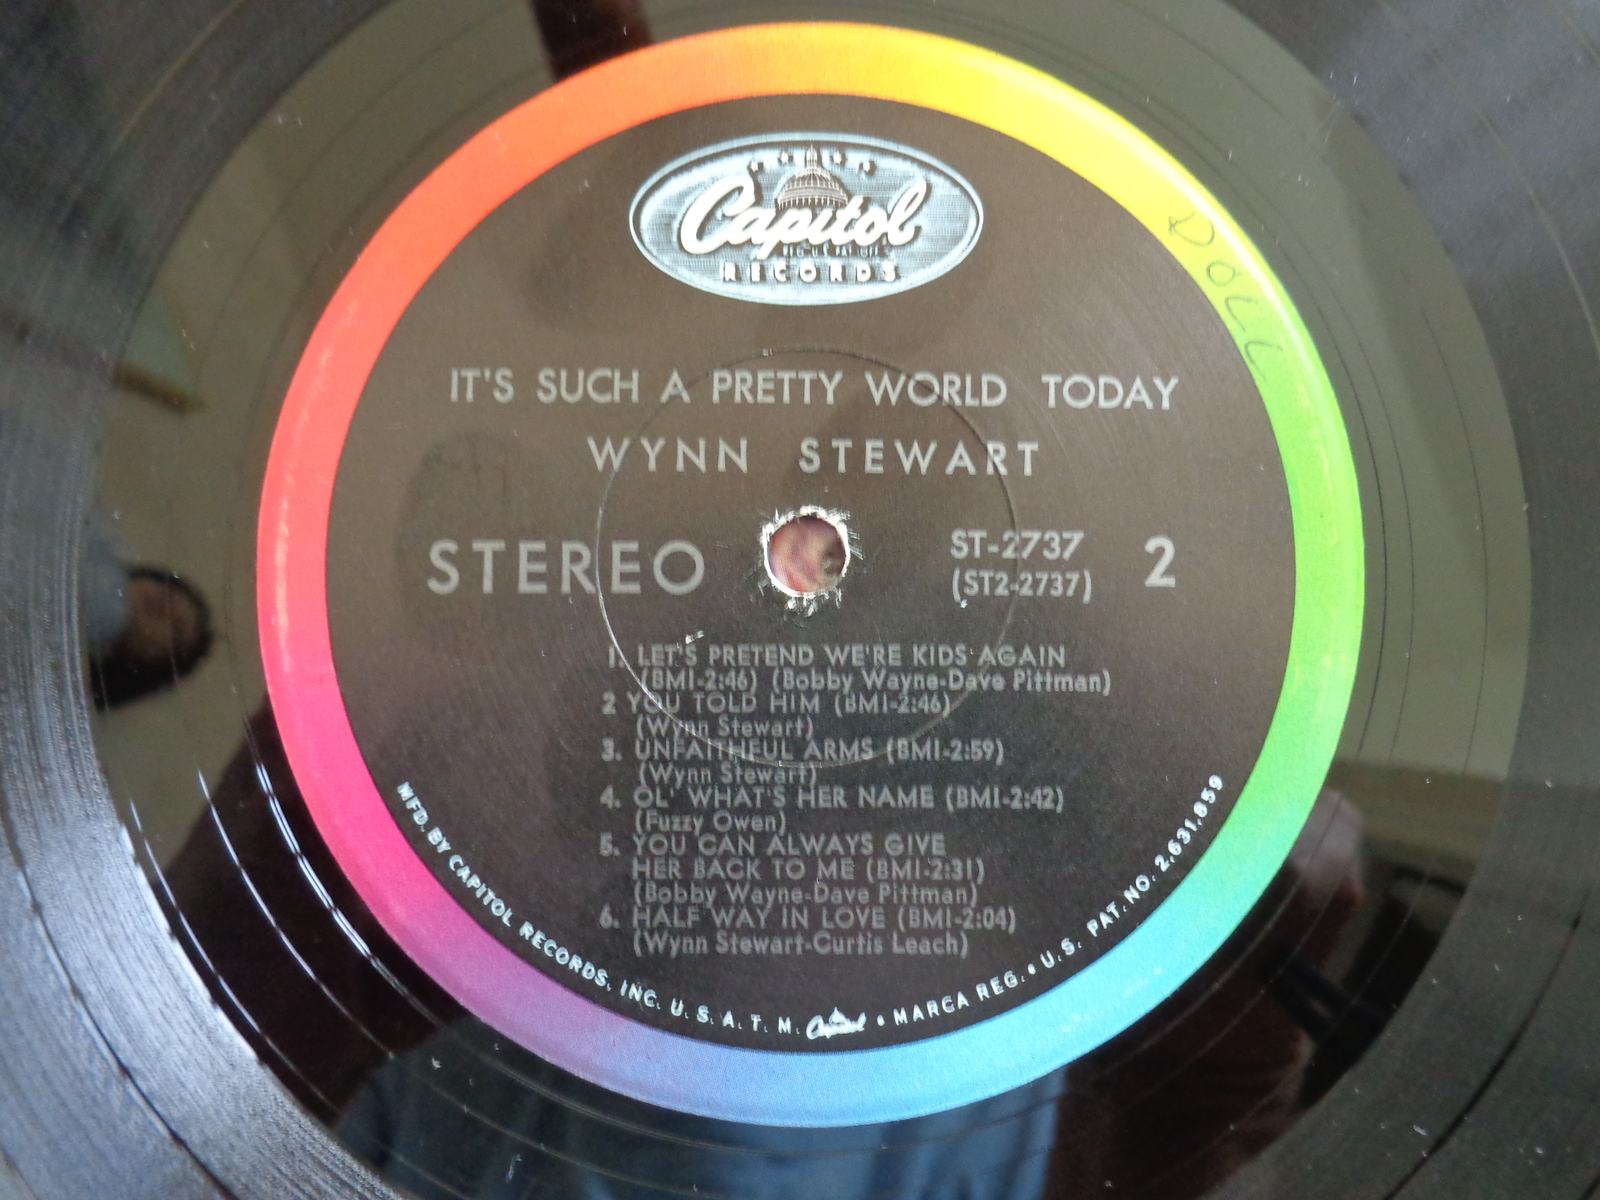 Capitol
REG. U.S. PAT. OFF.
RECORDS
DOLL
IT'S SUCH A PRETTY WORLD TODAY
WYNN STEWART
STEREO
ST-2737
(ST2-2737)
2
1. LET'S PRETEND WE'RE KIDS AGAIN
(BMI-2:46) (Bobby Wayne-Dave Pittman)
2 YOU TOLD HIM (BMI-2:46)
(Wynn Stewart)
3. UNFAITHFUL ARMS (BMI-2:59)
(Wynn Stewart)
4. OL' WHAT'S HER NAME (BMI-2:42)
(Fuzzy Owen)
5. YOU CAN ALWAYS GIVE
HER BACK TO ME (BMI-2:31)
(Bobby Wayne-Dave Pittman)
6. HALF WAY IN LOVE (BMI-2:04)
(Wynn Stewart-Curtis Leach)
MFD. BY CAPITOL RECORDS, INC. U. S. A. T. M. Capitol • MARCA REG. • U.S. PAT. NO. 2,631,859